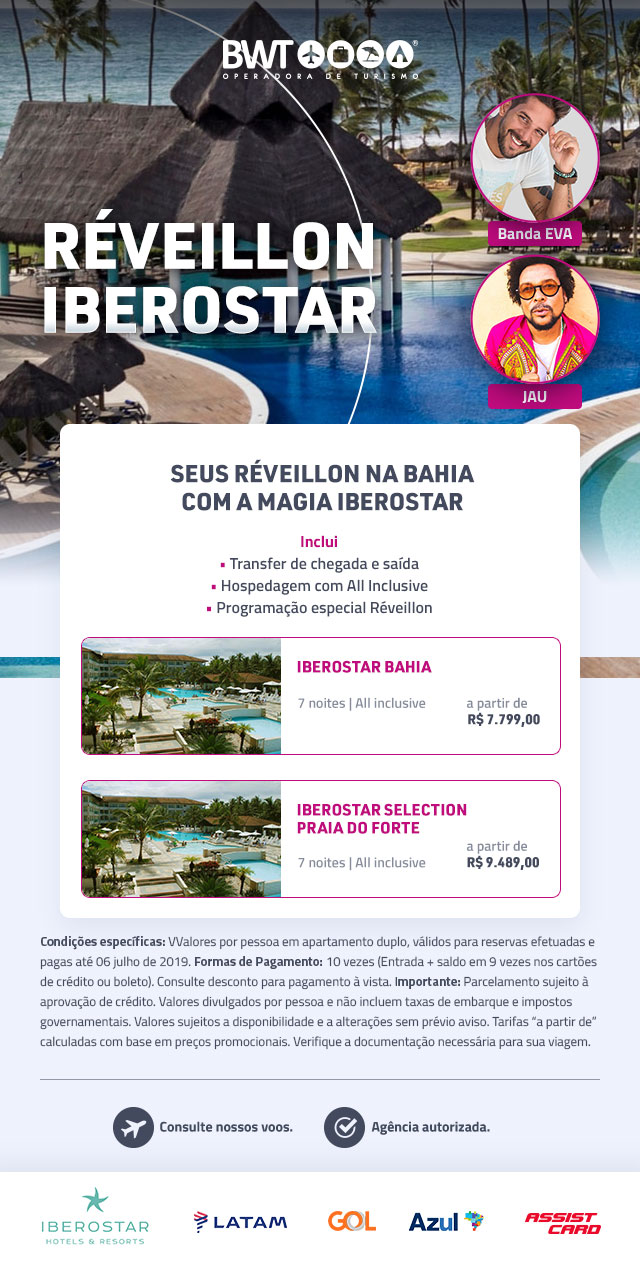 BWT
OPERADORA DE TURISMO
Banda EVA
RÉVEILLON
IBEROSTAR
JAU
SEUS RÉVEILLON NA BAHIA
COM A MAGIA IBEROSTAR
Inclui
▪ Transfer de chegada e saída
▪ Hospedagem com All Inclusive
▪ Programação especial Réveillon
IBEROSTAR BAHIA
7 noites | All inclusive
a partir de
R$ 7.799,00
IBEROSTAR SELECTION
PRAIA DO FORTE
7 noites | All inclusive
a partir de
R$ 9.489,00
Condições específicas: VValores por pessoa em apartamento duplo, válidos para reservas efetuadas e
pagas até 06 julho de 2019. Formas de Pagamento: 10 vezes (Entrada + saldo em 9 vezes nos cartões
de crédito ou boleto). Consulte desconto para pagamento à vista. Importante: Parcelamento sujeito à
aprovação de crédito. Valores divulgados por pessoa e não incluem taxas de embarque e impostos
governamentais. Valores sujeitos a disponibilidade e a alterações sem prévio aviso. Tarifas “a partir de”
calculadas com base em preços promocionais. Verifique a documentação necessária para sua viagem.
Consulte nossos voos.
Agência autorizada.
IBEROSTAR
HOTELS & RESORTS
LATAM
GOL
Azul
ASSIST
CARD